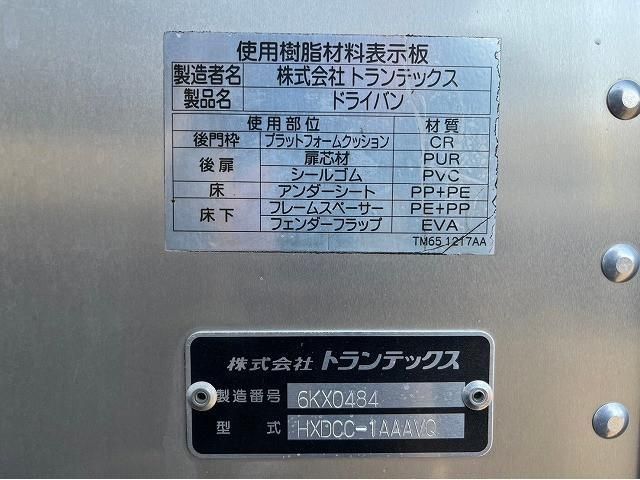 使用樹脂材料表示板
製造者名 株式会社トランテックス
製品名 ドライバン
使用部位 材質
後門枠 プラットフォームクッション CR
後扉 扉芯材 PUR
シールゴム PVC
床 アンダーシート PP+PE
床下 フレームスペーサー PE+PP
フェンダーフラップ EVA
TM65 1217AA
株式会社 トランテックス
製造番号 6KX0484
型式 HXDCC-1AAAVQ